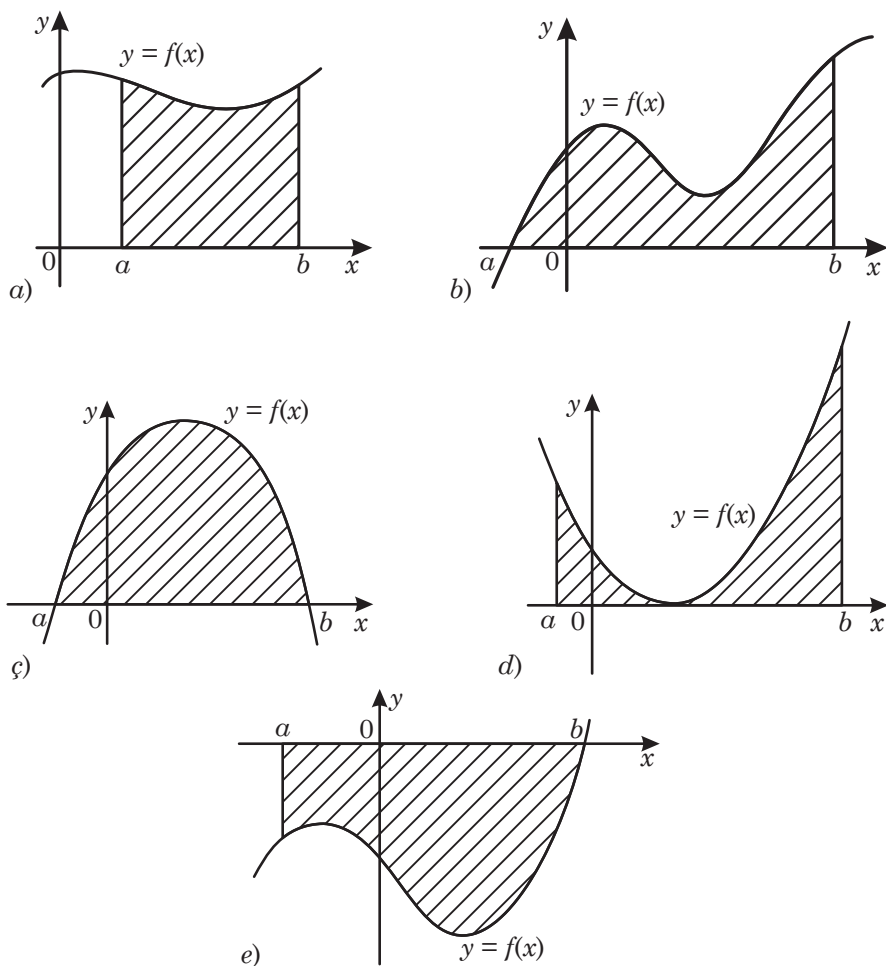 y
y = f(x)
0
a
b
x
a)
y
y = f(x)
a
0
b
x
b)
y
y = f(x)
a
0
b
x
ç)
y
y = f(x)
a
0
b
x
d)
y
a
0
b
x
y = f(x)
e)